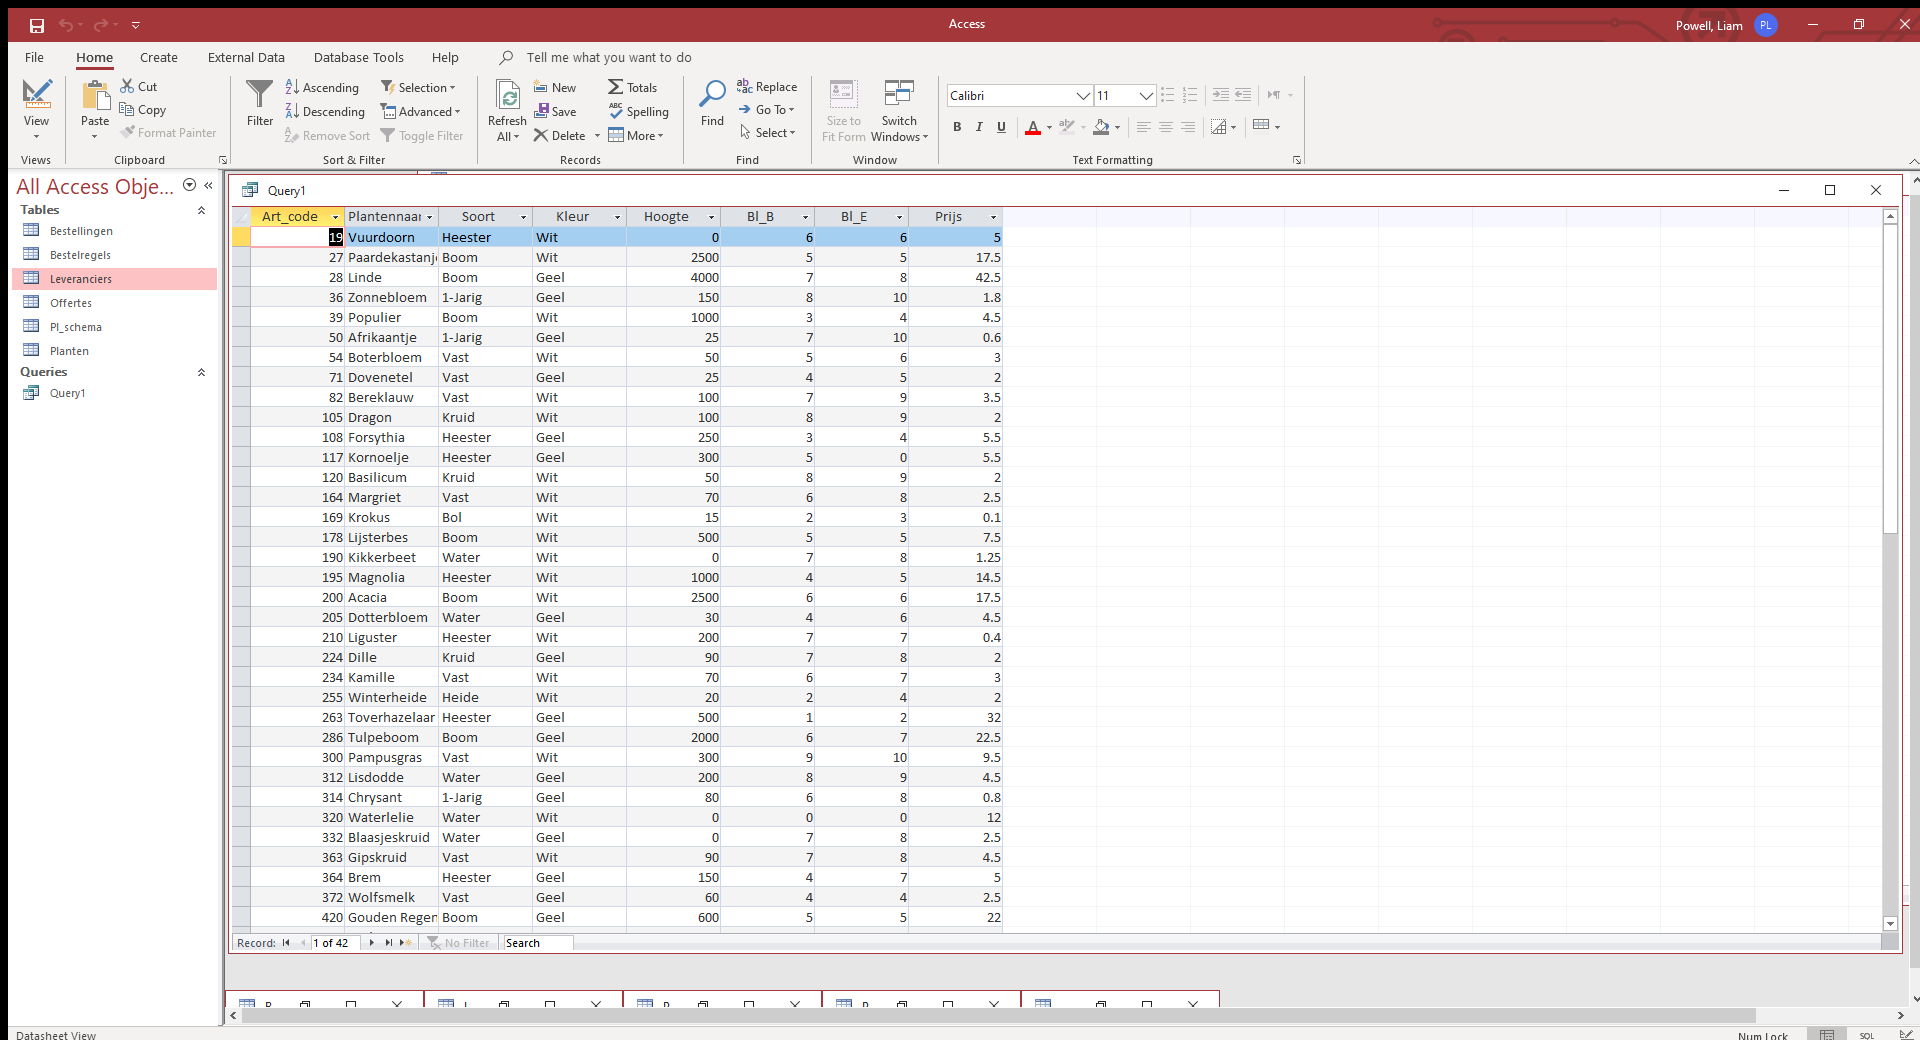 Access
Powell, Liam PL
File Home Create External Data Database Tools Help Tell me what you want to do
View
Views
Paste
Cut
Copy
Format Painter
Clipboard
Filter
Ascending
Descending
Remove Sort
Selection
Advanced
Toggle Filter
Sort & Filter
Refresh All
New
Save
Delete
Totals
Spelling
More
Records
Find
Replace
Go To
Select
Find
Size to Fit Form
Switch Windows
Window
Calibri 11
B I U
Text Formatting
All Access Obje...
Tables
Bestellingen
Bestelregels
Leveranciers
Offertes
Pl_schema
Planten
Queries
Query1
Query1
Art_code Plantennaar Soort Kleur Hoogte Bl_B Bl_E Prijs
19 Vuurdoorn Heester Wit 0 6 6 5
27 Paardekastanj Boom Wit 2500 5 5 17.5
28 Linde Boom Geel 4000 7 8 42.5
36 Zonnebloem 1-Jarig Geel 150 8 10 1.8
39 Populier Boom Wit 1000 3 4 4.5
50 Afrikaantje 1-Jarig Geel 25 7 10 0.6
54 Boterbloem Vast Wit 50 5 6 3
71 Dovenetel Vast Geel 25 4 5 2
82 Bereklauw Vast Wit 100 7 9 3.5
105 Dragon Kruid Wit 100 8 9 2
108 Forsythia Heester Geel 250 3 4 5.5
117 Kornoelje Heester Geel 300 5 0 5.5
120 Basilicum Kruid Wit 50 8 9 2
164 Margriet Vast Wit 70 6 8 2.5
169 Krokus Bol Wit 15 2 3 0.1
178 Lijsterbes Boom Wit 500 5 5 7.5
190 Kikkerbeet Water Wit 0 7 8 1.25
195 Magnolia Heester Wit 1000 4 5 14.5
200 Acacia Boom Wit 2500 6 6 17.5
205 Dotterbloem Water Geel 30 4 6 4.5
210 Liguster Heester Wit 200 7 7 0.4
224 Dille Kruid Geel 90 7 8 2
234 Kamille Vast Wit 70 6 7 3
255 Winterheide Heide Wit 20 2 4 2
263 Toverhazelaar Heester Geel 500 1 2 32
286 Tulpeboom Boom Geel 2000 6 7 22.5
300 Pampusgras Vast Wit 300 9 10 9.5
312 Lisdodde Water Geel 200 8 9 4.5
314 Chrysant 1-Jarig Geel 80 6 8 0.8
320 Waterlelie Water Wit 0 0 0 12
332 Blaasjeskruid Water Geel 0 7 8 2.5
363 Gipskruid Vast Wit 90 7 8 4.5
364 Brem Heester Geel 150 4 7 5
372 Wolfsmelk Vast Geel 60 4 4 2.5
420 Gouden Regen Boom Geel 600 5 5 22
Record: 1 of 42 No Filter Search
Datasheet View
Num Lock SQL